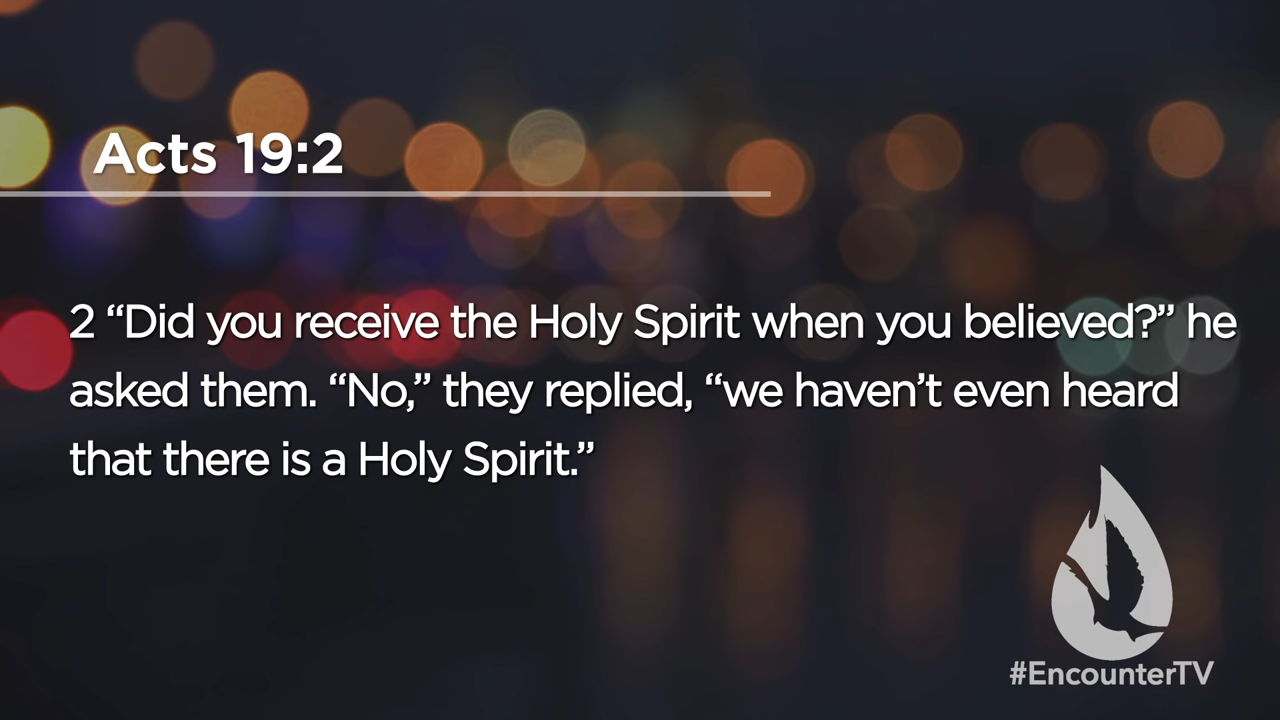 Acts 19:2
2 “Did you receive the Holy Spirit when you believed?” he
asked them. “No,” they replied, “we haven’t even heard
that there is a Holy Spirit.”
#EncounterTV